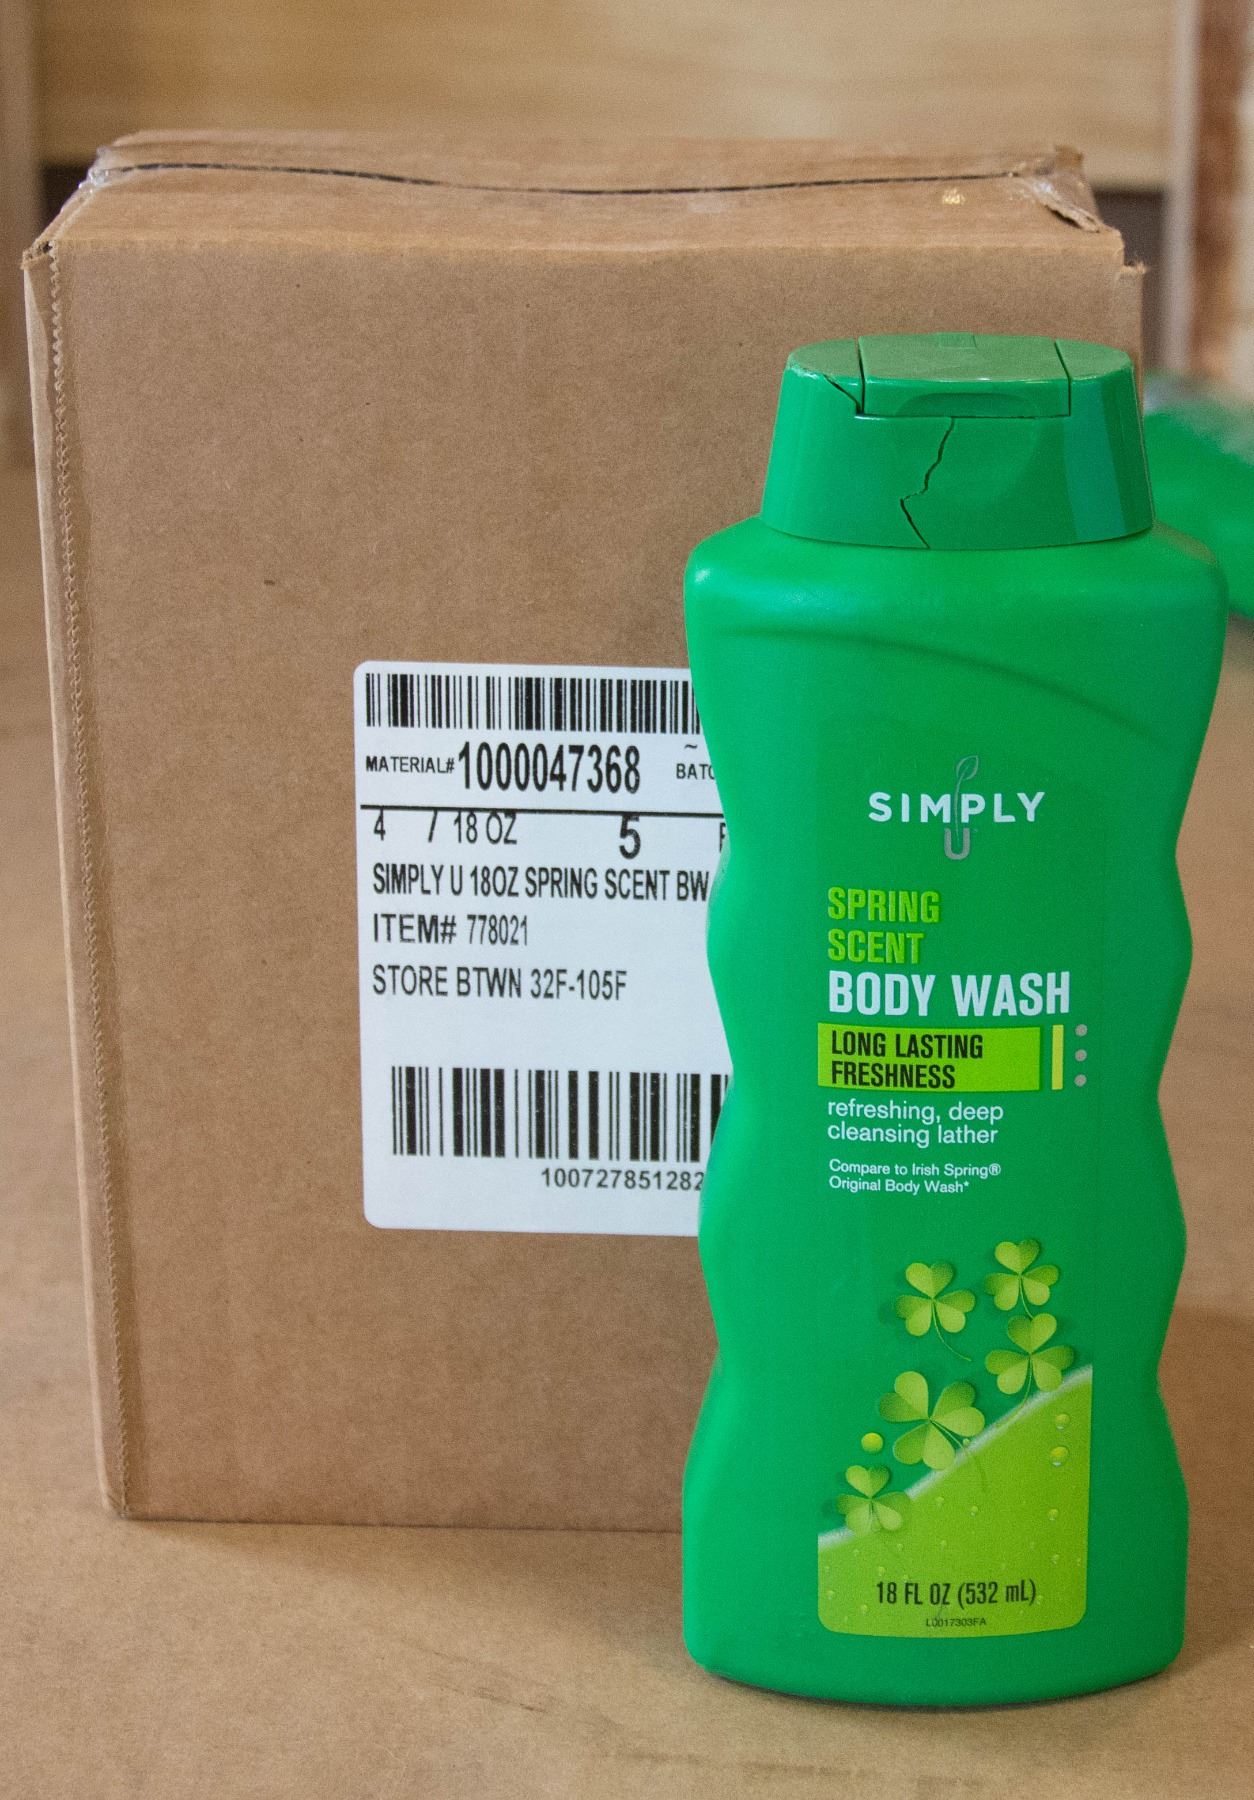 MATERIAL# 1000047368
4 / 18 OZ 5
SIMPLY U 18OZ SPRING SCENT BW
ITEM# 778021
STORE BTWN 32F-105F
100727851282
SIMPLY
U
SPRING
SCENT
BODY WASH
LONG LASTING
FRESHNESS
refreshing, deep
cleansing lather
Compare to Irish Spring®
Original Body Wash*
18 FL OZ (532 mL)
L0017303FA